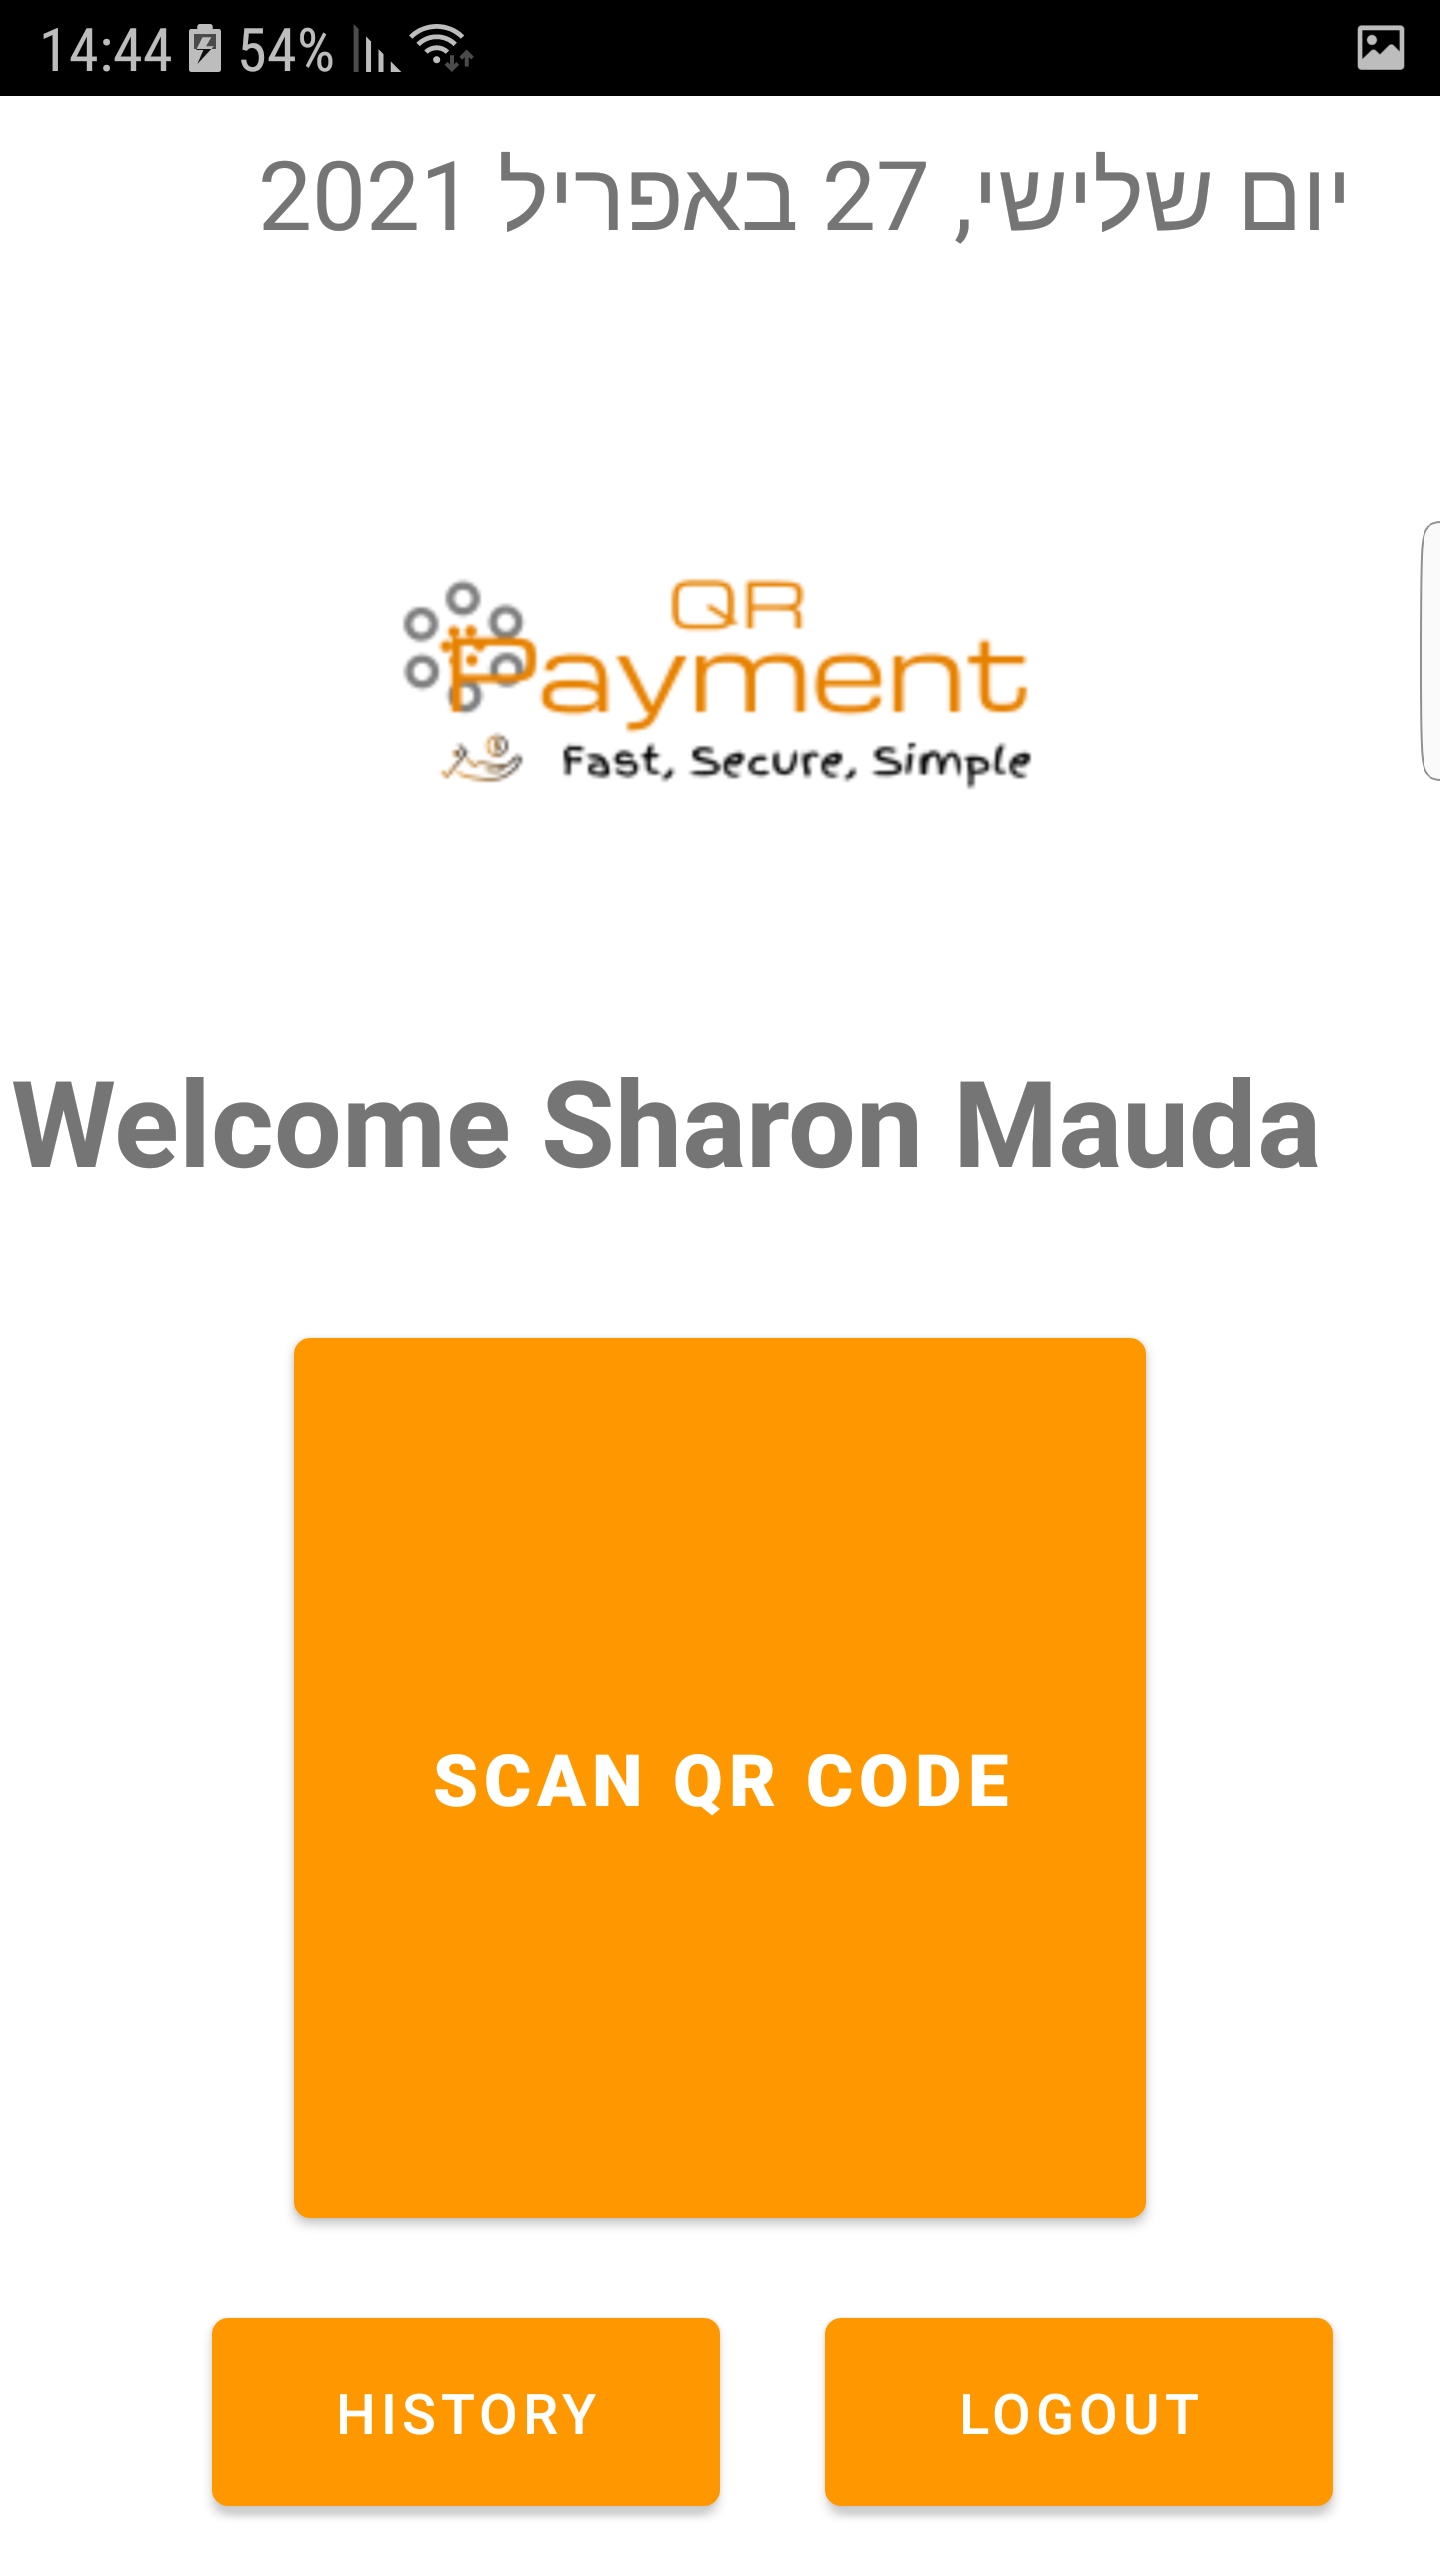 14:44 54%
יום שלישי, 27 באפריל 2021
QR
Payment
Fast, Secure, Simple
Welcome Sharon Mauda
SCAN QR CODE
HISTORY
LOGOUT